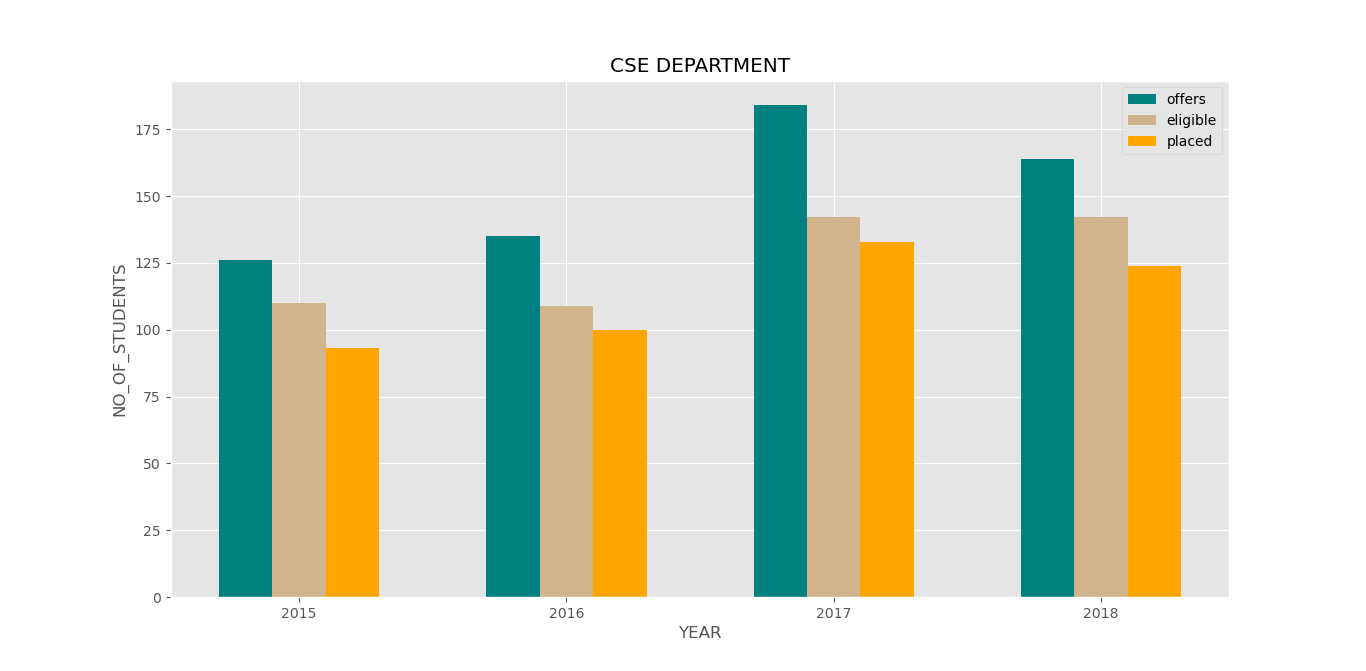 CSE DEPARTMENT
offers
eligible
placed
175
150
125
100
75
50
25
0
NO_OF_STUDENTS
2015 2016 2017 2018
YEAR